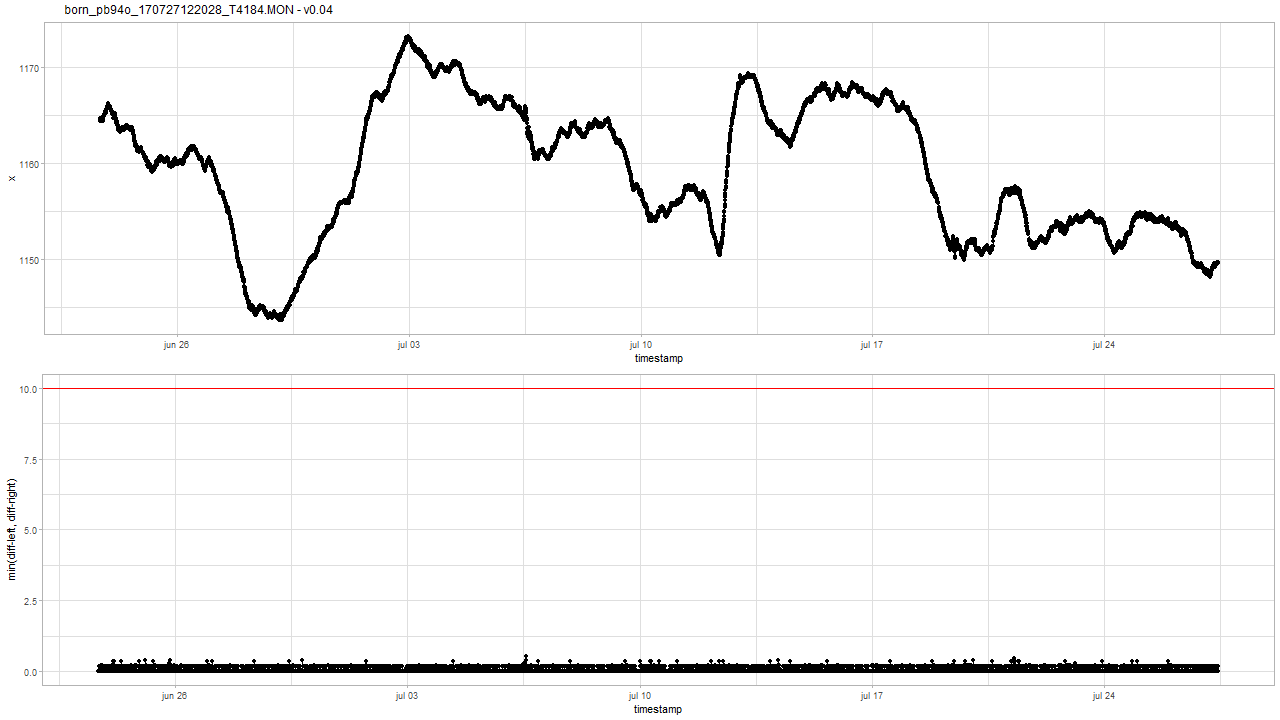 born_pb94o_170727122028_T4184.MON - v0.04
1170
1160
1150
x
jun 26
jul 03
jul 10
jul 17
jul 24
timestamp
10.0
7.5
5.0
2.5
0.0
min(diff-left, diff-right)
jun 26
jul 03
jul 10
jul 17
jul 24
timestamp